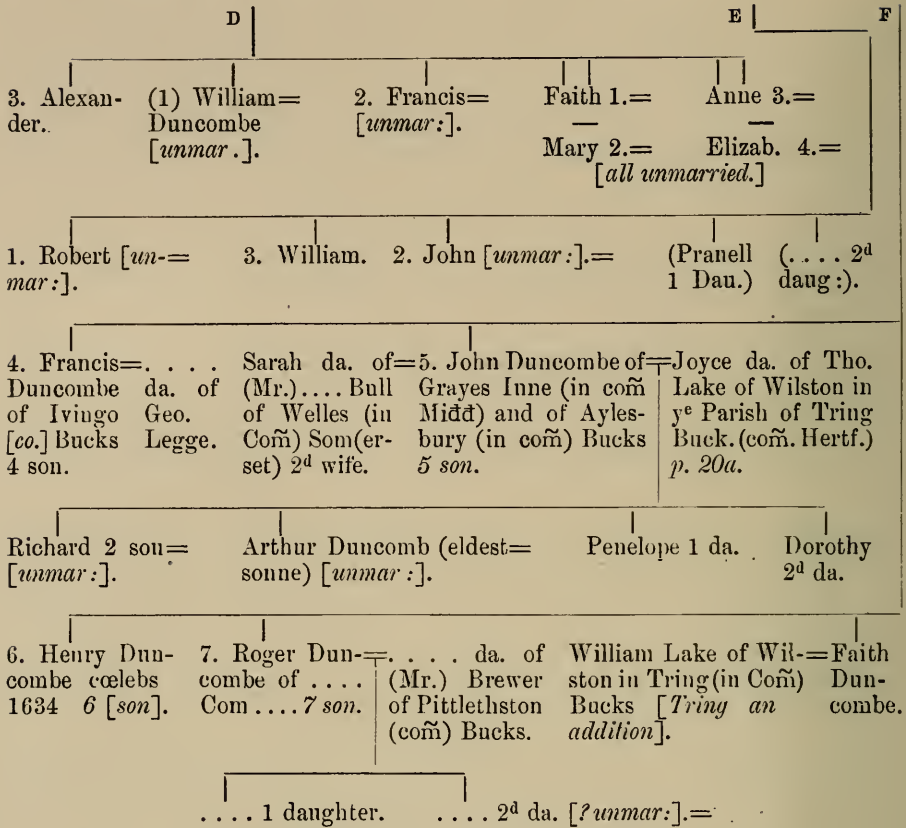 D E F
3. Alexan- (1) William= 2. Francis= Faith 1.= Anne 3.=
der. Duncombe [unmar:]. — —
[unmar.]. Mary 2.= Elizab. 4.=
[all unmarried.]
1. Robert [un-= 3. William. 2. John [unmar:].= (Pranell (.... 2d
mar:]. 1 Dau.) daug:).
4. Francis=. . . . Sarah da. of=5. John Duncombe of=Joyce da. of Tho.
Duncombe da. of (Mr.).... Bull Grayes Inne (in com̃ Lake of Wilston in
of Ivingo Geo. of Welles (in Midd̃) and of Ayles- ye Parish of Tring
[co.] Bucks Legge. Com̃) Som(er- bury (in com̃) Bucks Buck. (com̃. Hertf.)
4 son. set) 2d wife. 5 son. p. 20a.
Richard 2 son= Arthur Duncomb (eldest= Penelope 1 da. Dorothy
[unmar:]. sonne) [unmar:]. 2d da.
6. Henry Dun- 7. Roger Dun-=. . . . da. of William Lake of Wil-=Faith
combe cœlebs combe of .... (Mr.) Brewer ston in Tring (in Com̃) Dun-
1634 6 [son]. Com .... 7 son. of Pittlethston Bucks [Tring an combe.
(com̃) Bucks. addition].
.... 1 daughter. .... 2d da. [? unmar:].=